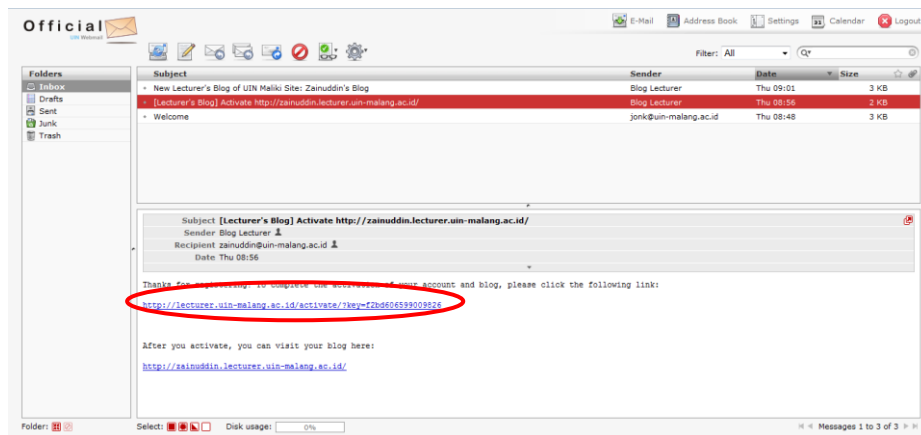 Official
UIN Webmail
E-Mail Address Book Settings 31 Calendar Logout
Filter: All
Folders
Inbox
Drafts
Sent
Junk
Trash
Subject Sender Date Size
New Lecturer's Blog of UIN Maliki Site: Zainuddin's Blog Blog Lecturer Thu 09:01 3 KB
[Lecturer's Blog] Activate http://zainuddin.lecturer.uin-malang.ac.id/ Blog Lecturer Thu 08:56 2 KB
Welcome jonk@uin-malang.ac.id Thu 08:48 3 KB
Subject [Lecturer's Blog] Activate http://zainuddin.lecturer.uin-malang.ac.id/
Sender Blog Lecturer
Recipient zainuddin@uin-malang.ac.id
Date Thu 08:56
Thanks for registering! To complete the activation of your account and blog, please click the following link:
http://lecturer.uin-malang.ac.id/activate/?key=f2bd606599009826
After you activate, you can visit your blog here:
http://zainuddin.lecturer.uin-malang.ac.id/
Folder: Select: Disk usage: 0% Messages 1 to 3 of 3